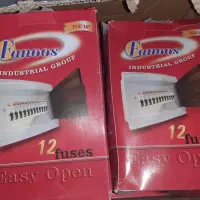 NEW
Fanoos
INDUSTRIAL GROUP
12 fuses
Easy Open
NEW
Fanoos
INDUSTRIAL GROUP
12 fuses
Easy Open